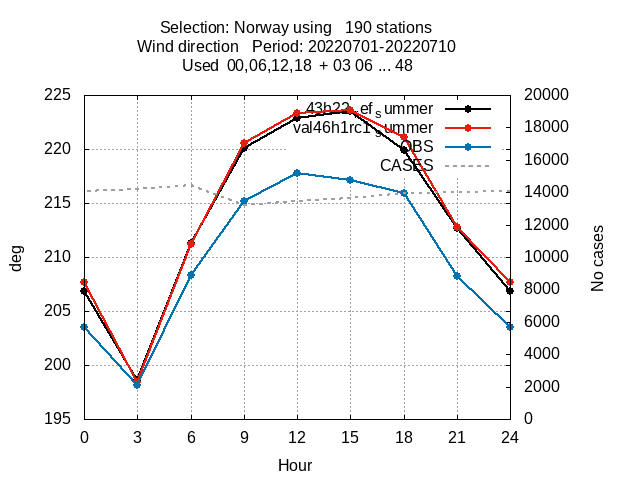 Selection: Norway using 190 stations
Wind direction Period: 20220701-20220710
Used 00,06,12,18 + 03 06 ... 48
225
220
215
210
205
200
195
deg
20000
18000
16000
14000
12000
10000
8000
6000
4000
2000
0
No cases
val46h1rc1summer
OBS
CASES
0 3 6 9 12 15 18 21 24
Hour